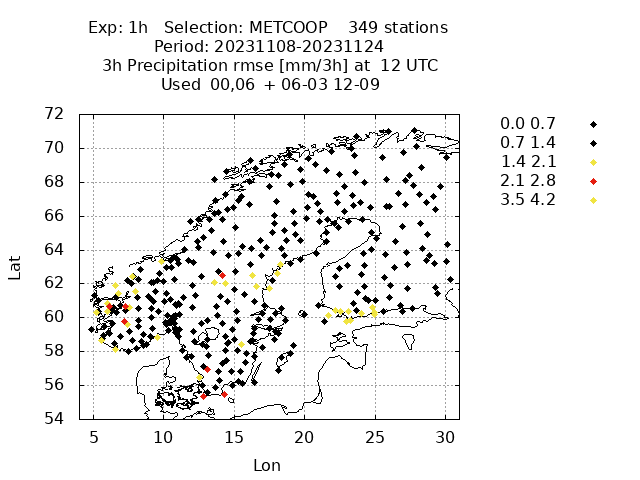 Exp: 1h   Selection: METCOOP    349 stations
Period: 20231108-20231124
3h Precipitation rmse [mm/3h] at  12 UTC
Used  00,06  + 06-03 12-09
72
70
68
66
64
62
60
58
56
54
Lat
5 10 15 20 25 30
Lon
0.0 0.7
0.7 1.4
1.4 2.1
2.1 2.8
3.5 4.2